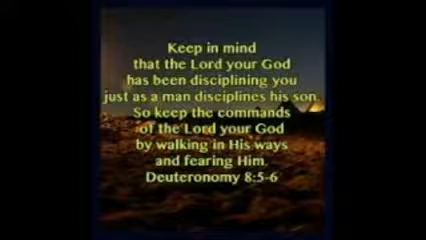 Keep in mind
that the Lord your God
has been disciplining you
just as a man disciplines his son.
So keep the commands
of the Lord your God
by walking in His ways
and fearing Him.
Deuteronomy 8:5-6